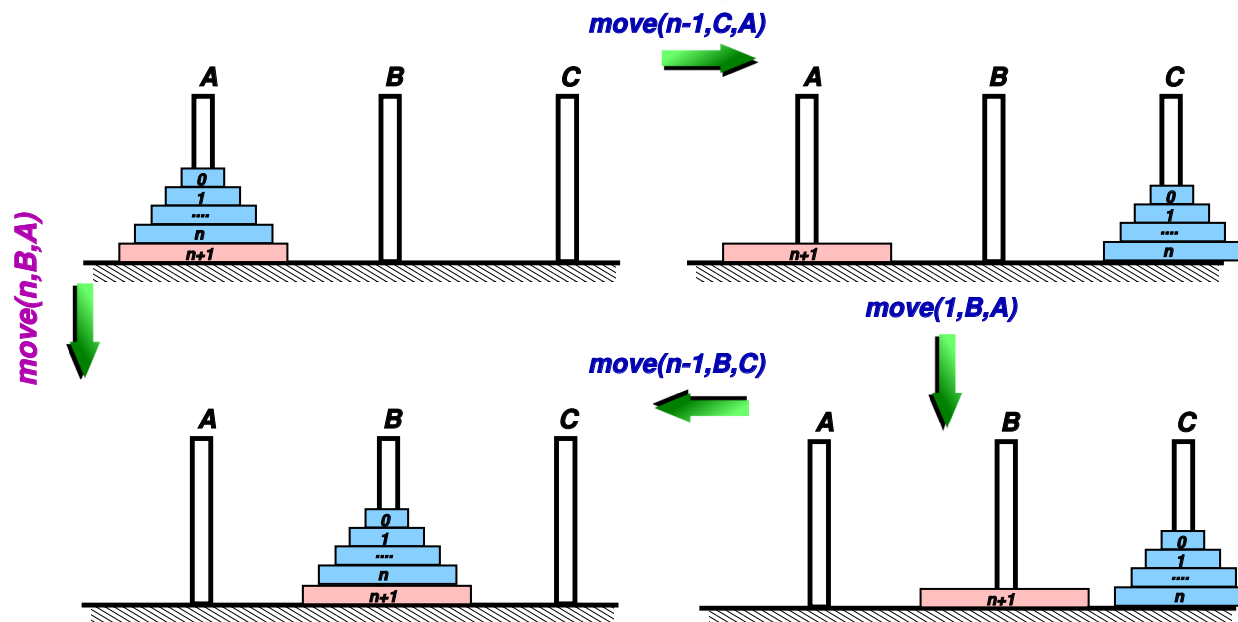 move(n-1,C,A)
A
B
C
0
1
....
n
n+1
A
B
C
n+1
0
1
....
n
move(n,B,A)
move(1,B,A)
move(n-1,B,C)
A
B
C
0
1
....
n
n+1
A
B
C
n+1
0
1
....
n